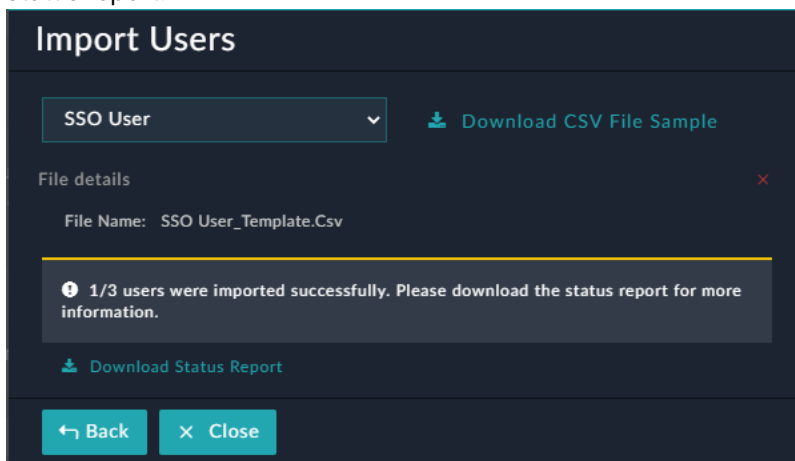 Import Users
SSO User
Download CSV File Sample
File details
File Name: SSO User_Template.Csv
1/3 users were imported successfully. Please download the status report for more
information.
Download Status Report
Back
Close